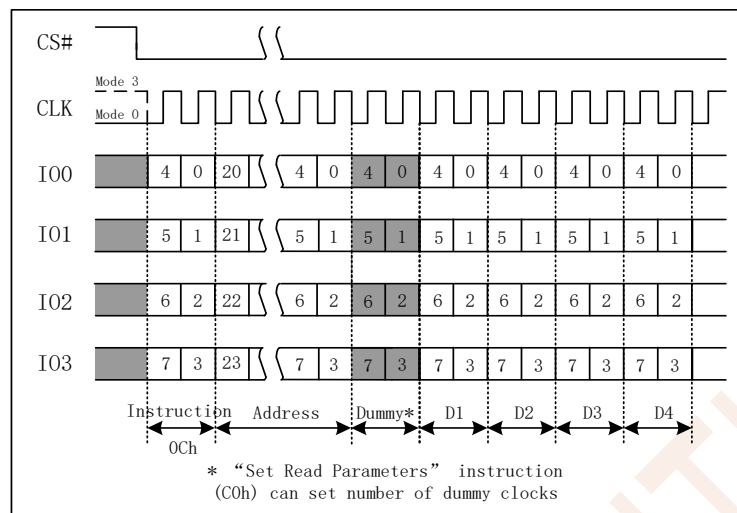 CS#
Mode 3
CLK
Mode 0
IO0 4 0 20 4 0 4 0 4 0 4 0 4 0 4 0
IO1 5 1 21 5 1 5 1 5 1 5 1 5 1 5 1
IO2 6 2 22 6 2 6 2 6 2 6 2 6 2 6 2
IO3 7 3 23 7 3 7 3 7 3 7 3 7 3 7 3
Instruction Address Dummy* D1 D2 D3 D4
0Ch
* “Set Read Parameters” instruction
(C0h) can set number of dummy clocks